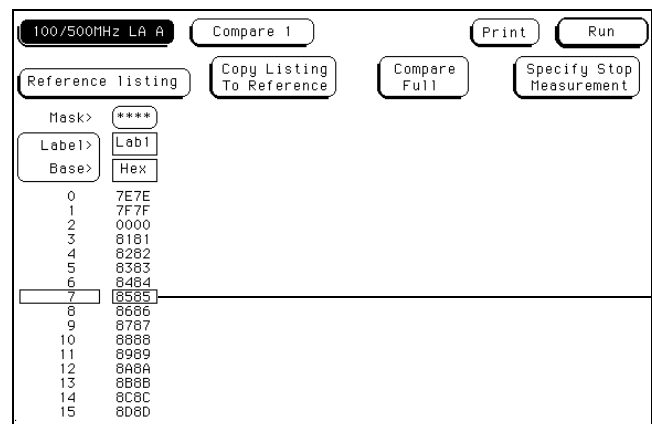 100/500MHz LA A Compare 1 Print Run
Reference listing Copy Listing To Reference Compare Full Specify Stop Measurement
Mask> ****
Label> Lab1
Base> Hex
0 7E7E
1 7F7F
2 0000
3 8181
4 8282
5 8383
6 8484
7 8585
8 8686
9 8787
10 8888
11 8989
12 8A8A
13 8B8B
14 8C8C
15 8D8D